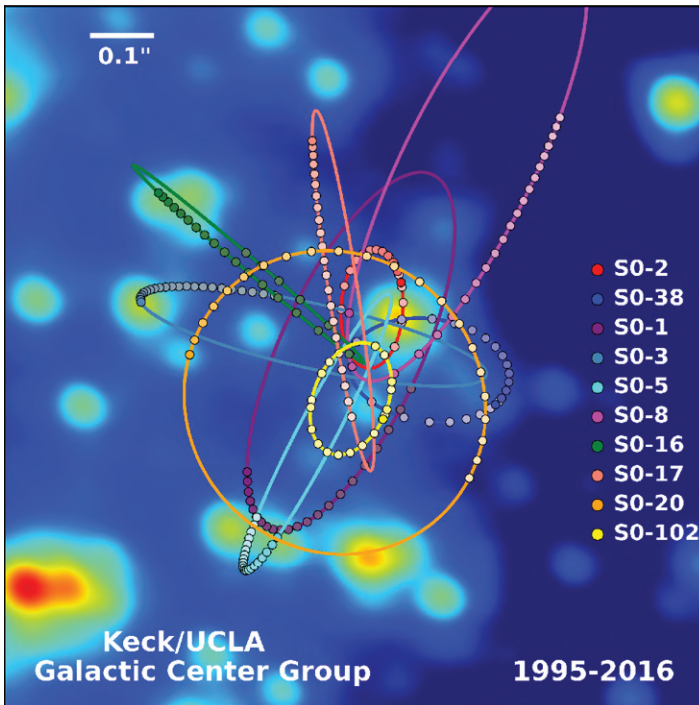 0.1"
S0-2
S0-38
S0-1
S0-3
S0-5
S0-8
S0-16
S0-17
S0-20
S0-102
Keck/UCLA
Galactic Center Group
1995-2016